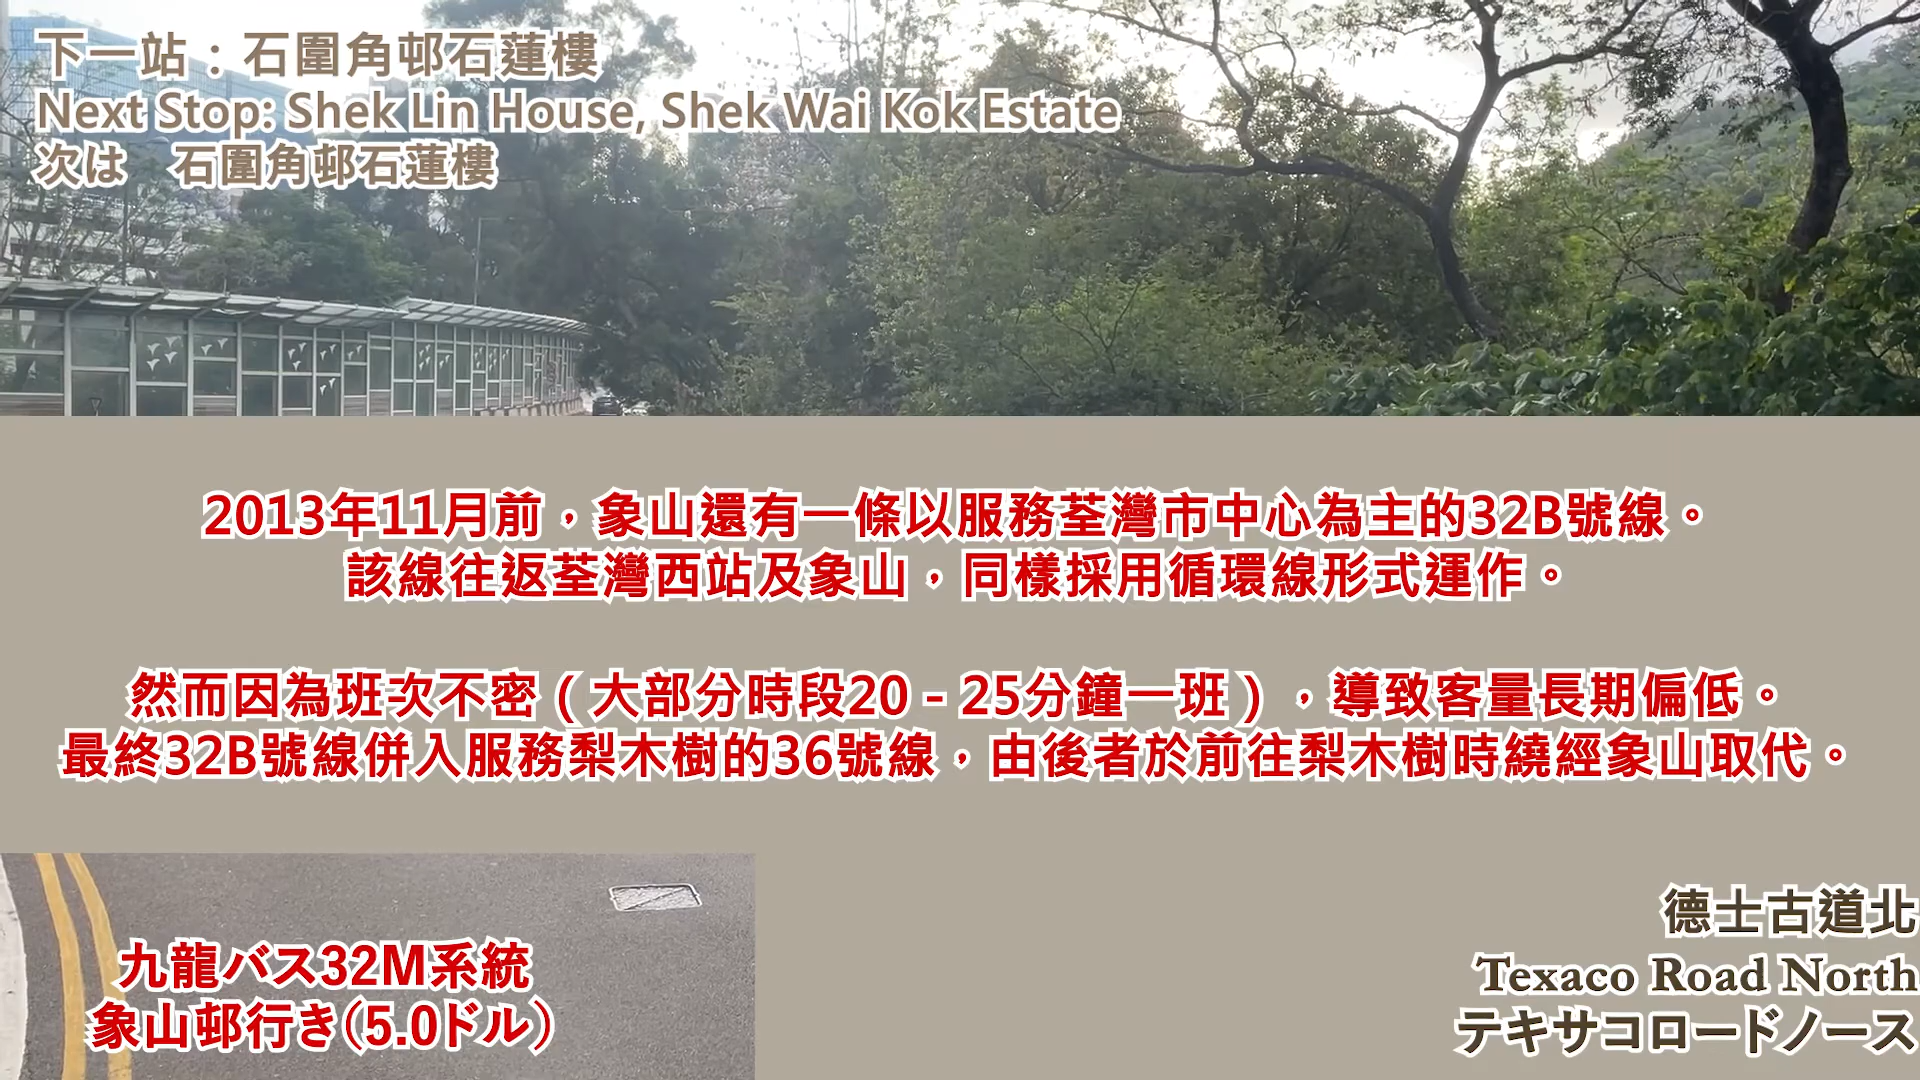 下一站：石圍角邨石蓮樓
Next Stop: Shek Lin House, Shek Wai Kok Estate
次は　石圍角邨石蓮樓
2013年11月前，象山還有一條以服務荃灣市中心為主的32B號線。
該線往返荃灣西站及象山，同樣採用循環線形式運作。
然而因為班次不密（大部分時段20 - 25分鐘一班），導致客量長期偏低。
最終32B號線併入服務梨木樹的36號線，由後者於前往梨木樹時繞經象山取代。
九龍バス32M系統
象山邨行き(5.0ドル)
德士古道北
Texaco Road North
テキサコロードノース